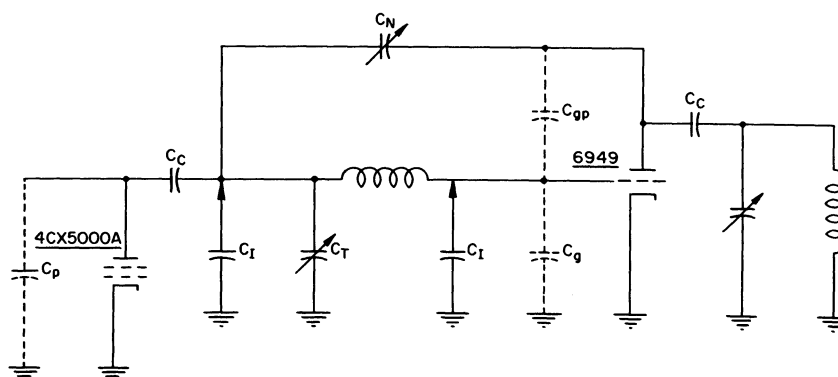 C_N
C_gp
C_C
6949
C_C
4CX5000A
C_P
C_I
C_T
C_I
C_g